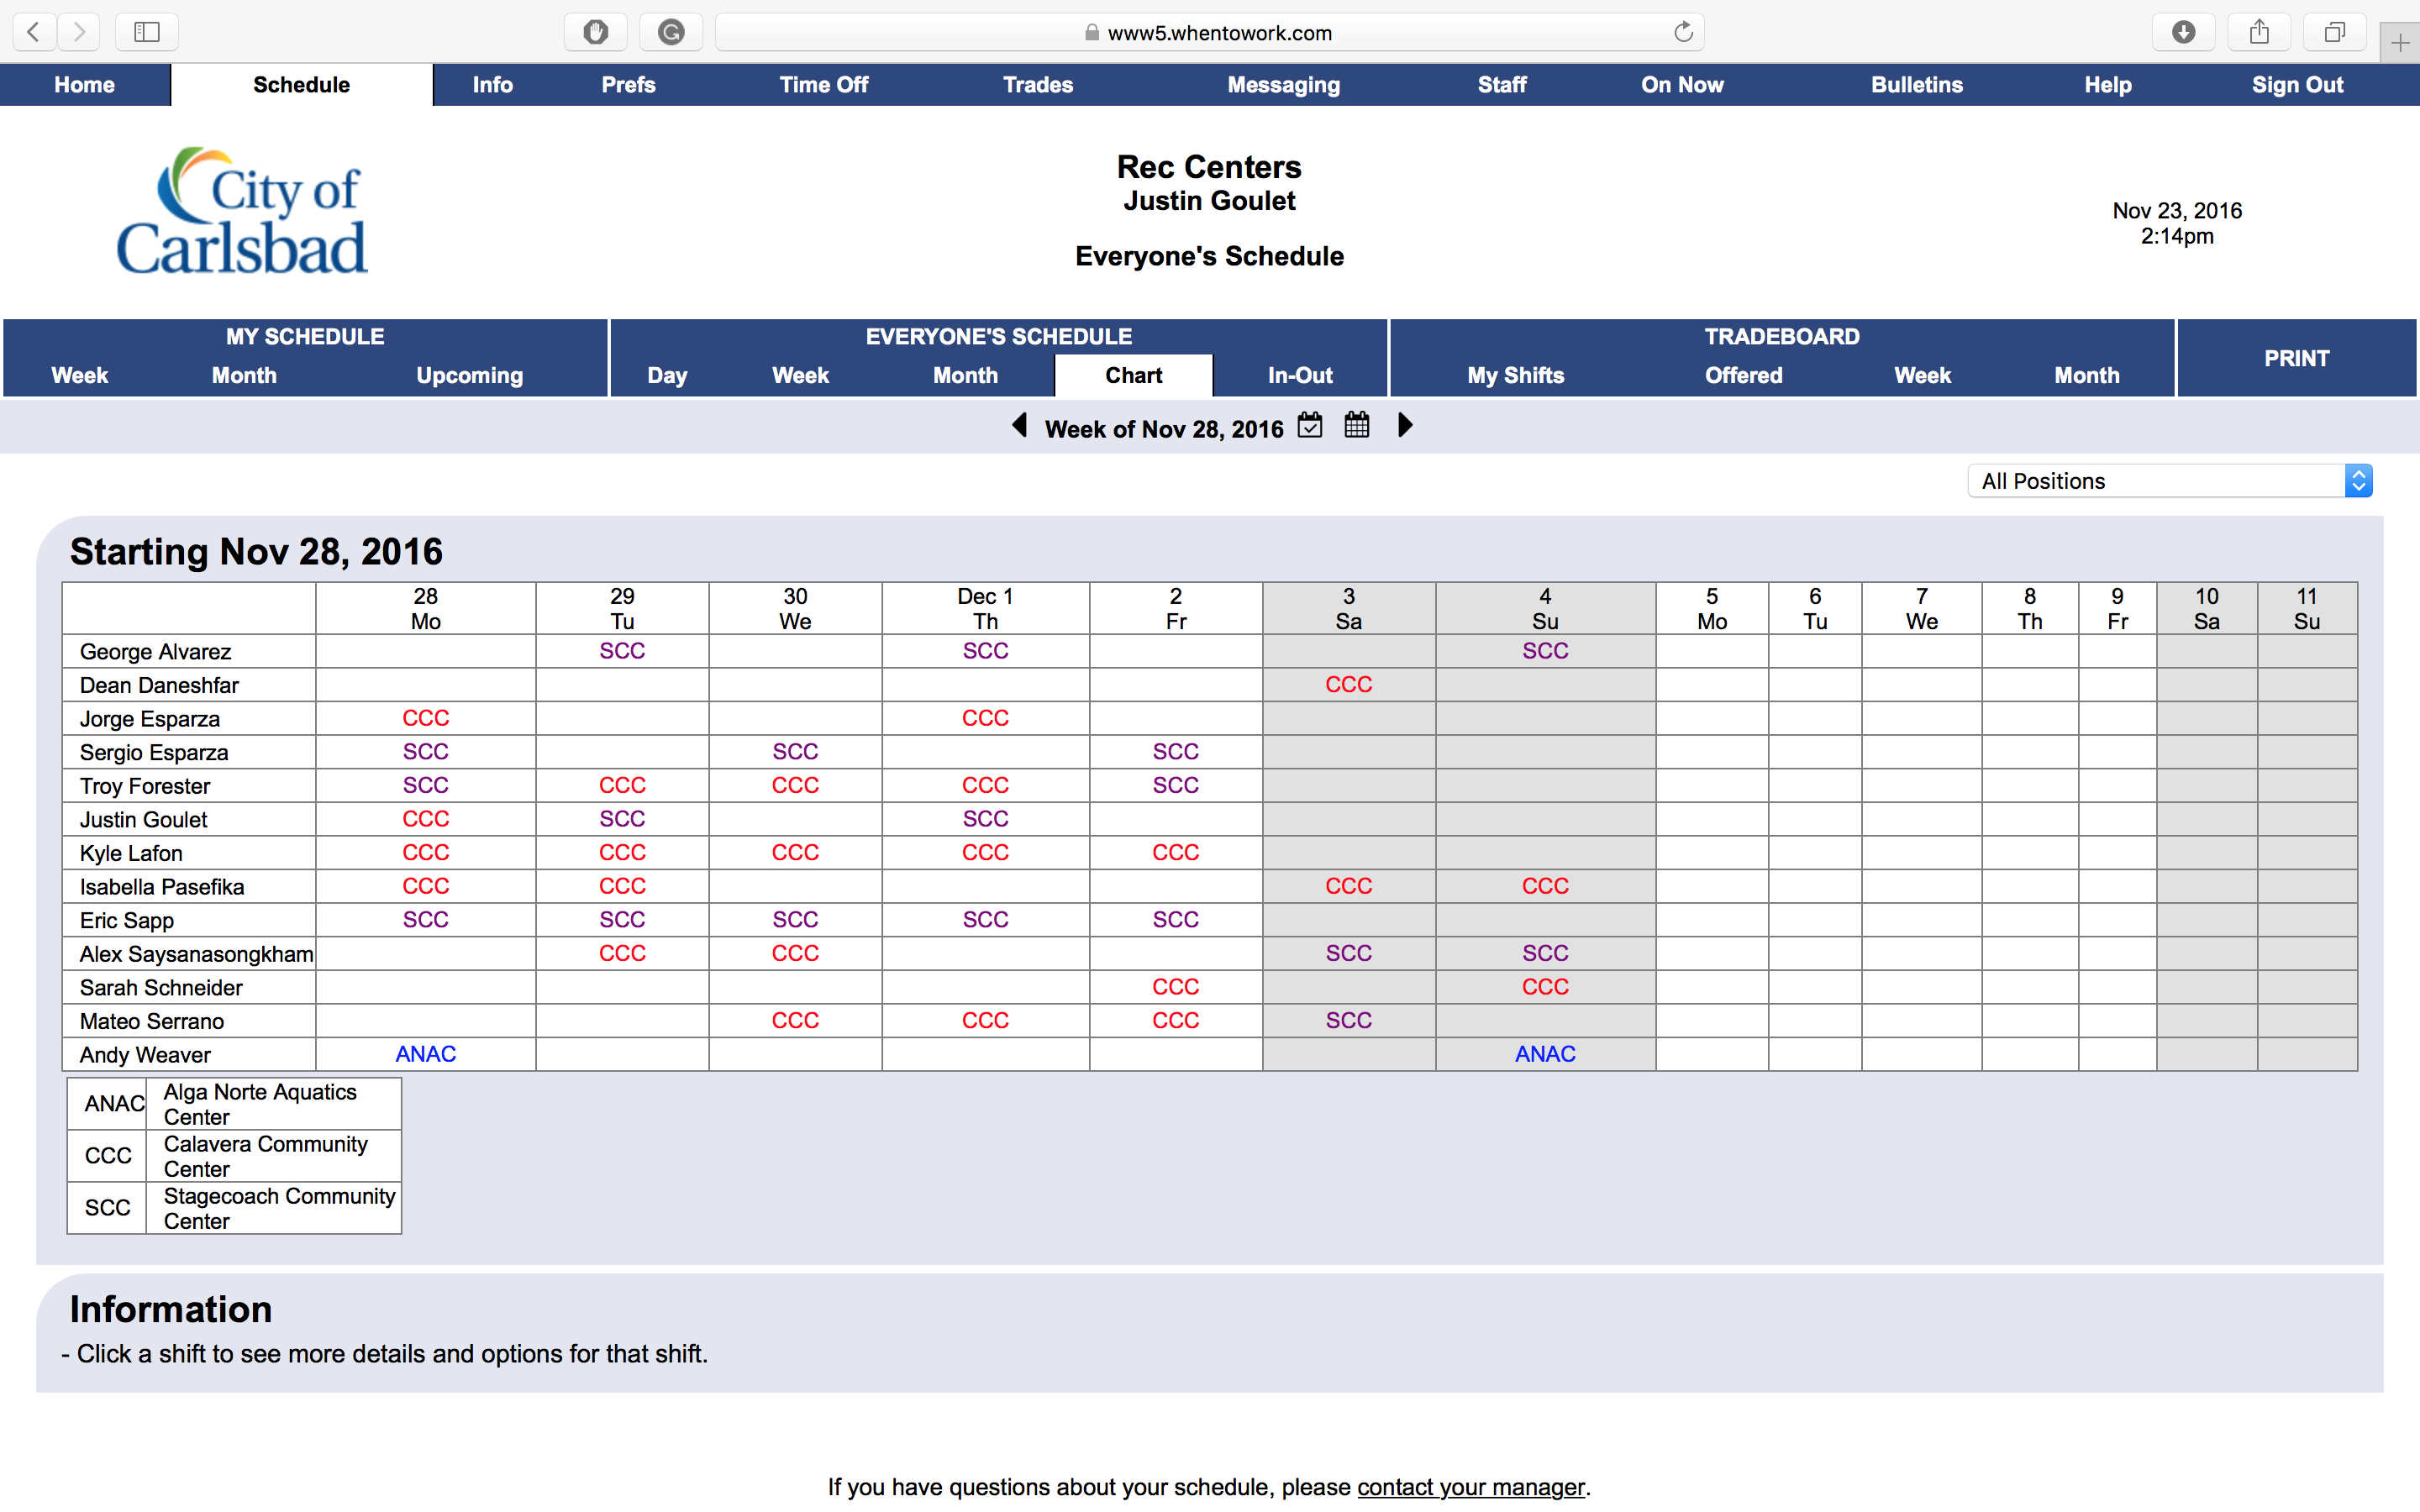 www5.whentowork.com
Home Schedule Info Prefs Time Off Trades Messaging Staff On Now Bulletins Help Sign Out
City of
Carlsbad
Rec Centers
Justin Goulet
Everyone's Schedule
Nov 23, 2016
2:14pm
MY SCHEDULE EVERYONE'S SCHEDULE TRADEBOARD PRINT
Week Month Upcoming Day Week Month Chart In-Out My Shifts Offered Week Month
Week of Nov 28, 2016
All Positions
Starting Nov 28, 2016
28 29 30 Dec 1 2 3 4 5 6 7 8 9 10 11
Mo Tu We Th Fr Sa Su Mo Tu We Th Fr Sa Su
George Alvarez SCC SCC SCC
Dean Daneshfar CCC
Jorge Esparza CCC CCC
Sergio Esparza SCC SCC SCC
Troy Forester SCC CCC CCC CCC SCC
Justin Goulet CCC SCC SCC
Kyle Lafon CCC CCC CCC CCC CCC
Isabella Pasefika CCC CCC CCC CCC
Eric Sapp SCC SCC SCC SCC SCC
Alex Saysanasongkham CCC CCC SCC SCC
Sarah Schneider CCC CCC
Mateo Serrano CCC CCC CCC SCC
Andy Weaver ANAC ANAC
ANAC Alga Norte Aquatics
Center
CCC Calavera Community
Center
SCC Stagecoach Community
Center
Information
- Click a shift to see more details and options for that shift.
If you have questions about your schedule, please contact your manager.